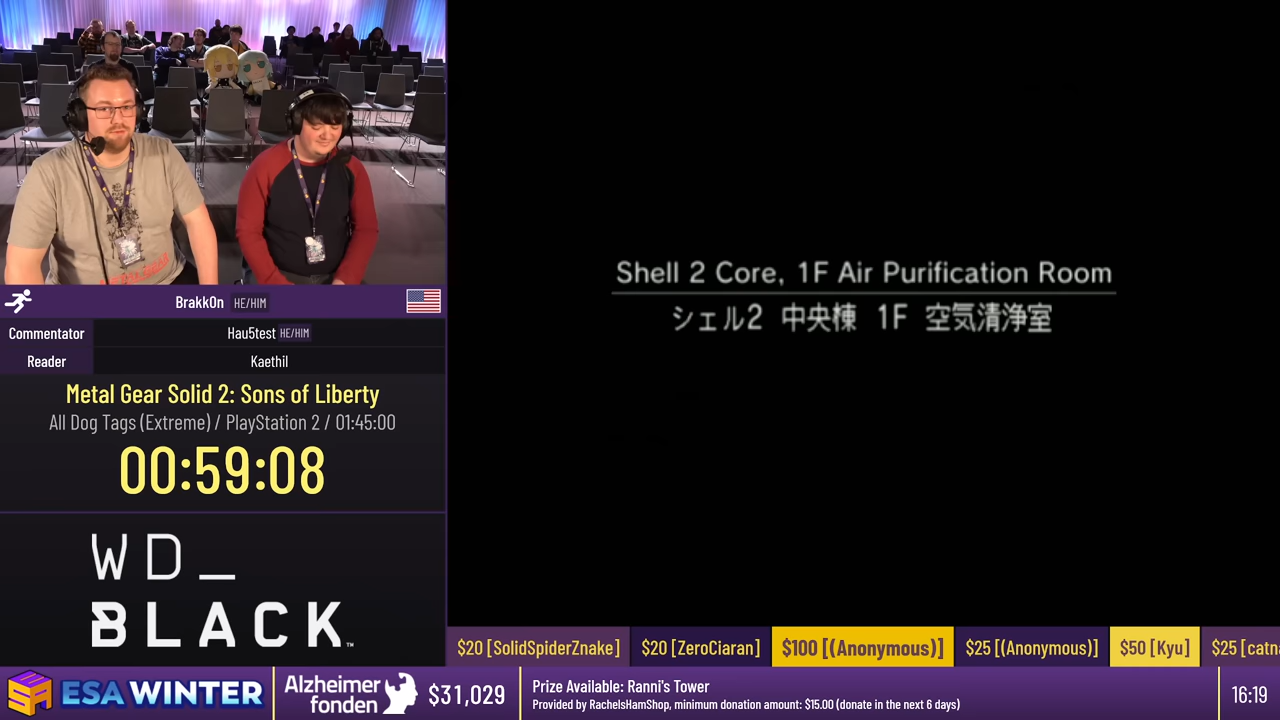 Shell 2 Core, 1F Air Purification Room
シェル2 中央棟 1F 空気清浄室
BrakkOn HE/HIM
Commentator Hau5test HE/HIM
Reader Kaethil
Metal Gear Solid 2: Sons of Liberty
All Dog Tags (Extreme) / PlayStation 2 / 01:45:00
00:59:08
WD_
BLACK™
$20 [SolidSpiderZnake] $20 [ZeroCiaran] $100 [(Anonymous)] $25 [(Anonymous)] $50 [Kyu] $25 [catna
ESA WINTER
Alzheimer
fonden
$31,029
Prize Available: Ranni's Tower
Provided by RachelsHamShop, minimum donation amount: $15.00 (donate in the next 6 days)
16:19